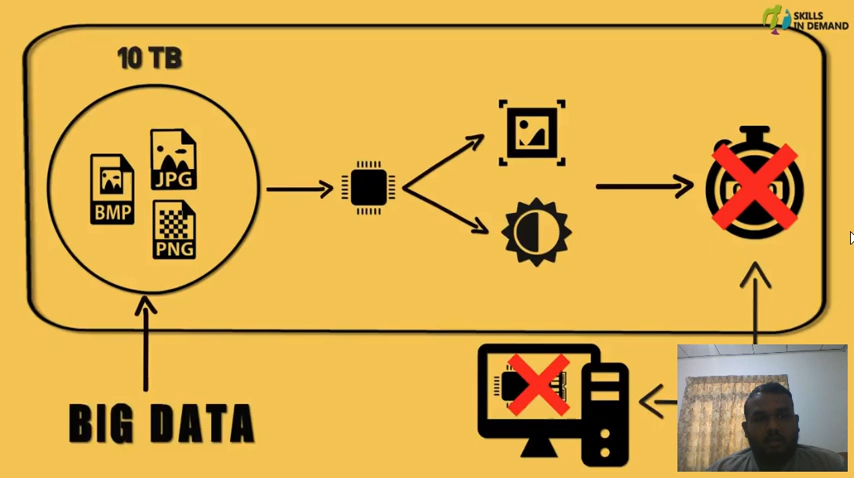 SKILLS
IN DEMAND
10 TB
JPG
BMP
PNG
BIG DATA